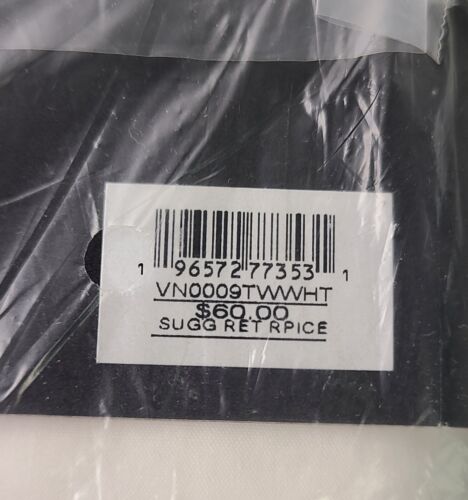 1 96572 77353 1
VN0009TWWHT
$60.00
SUGG RET RPICE